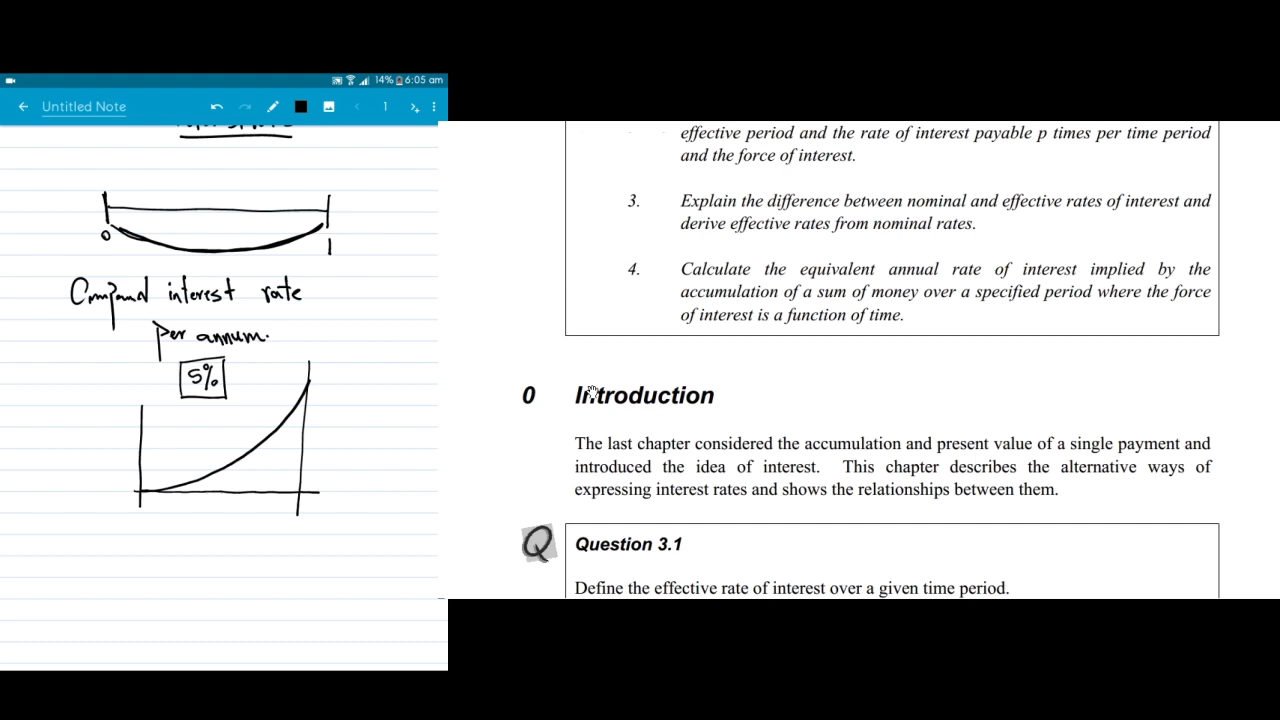 14% 6:05 am
Untitled Note
1
0
1
Compound interest rate
per annum.
5%
effective period and the rate of interest payable p times per time period
and the force of interest.
3. Explain the difference between nominal and effective rates of interest and
derive effective rates from nominal rates.
4. Calculate the equivalent annual rate of interest implied by the
accumulation of a sum of money over a specified period where the force
of interest is a function of time.
0 Introduction
The last chapter considered the accumulation and present value of a single payment and
introduced the idea of interest. This chapter describes the alternative ways of
expressing interest rates and shows the relationships between them.
Q
Question 3.1
Define the effective rate of interest over a given time period.